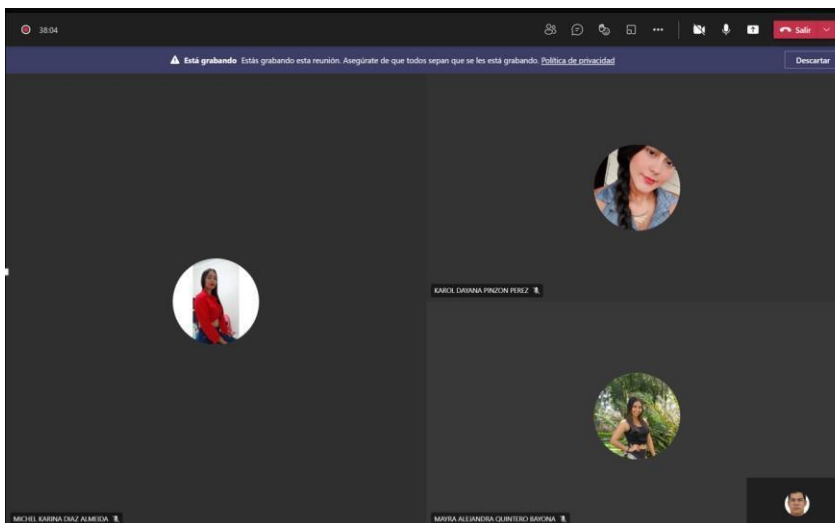 38:04
Salir
Está grabando Estás grabando esta reunión. Asegúrate de que todos sepan que se les está grabando. Política de privacidad
Descartar
KAROL DAYANA PINZON PEREZ
MICHEL KARINA DIAZ ALMEIDA
MAYRA ALEJANDRA QUINTERO BAYONA